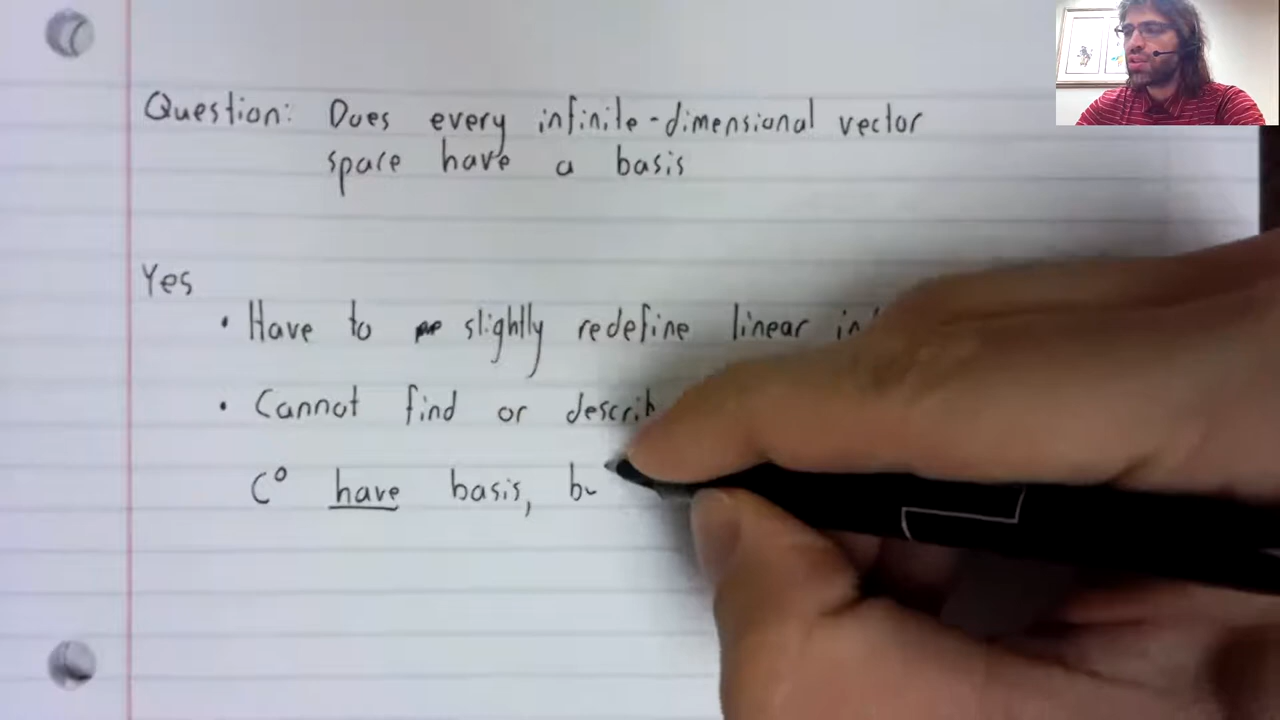 Question: Does every infinite-dimensional vector
space have a basis
Yes
• Have to slightly redefine linear
• Cannot find or
C⁰ have basis,